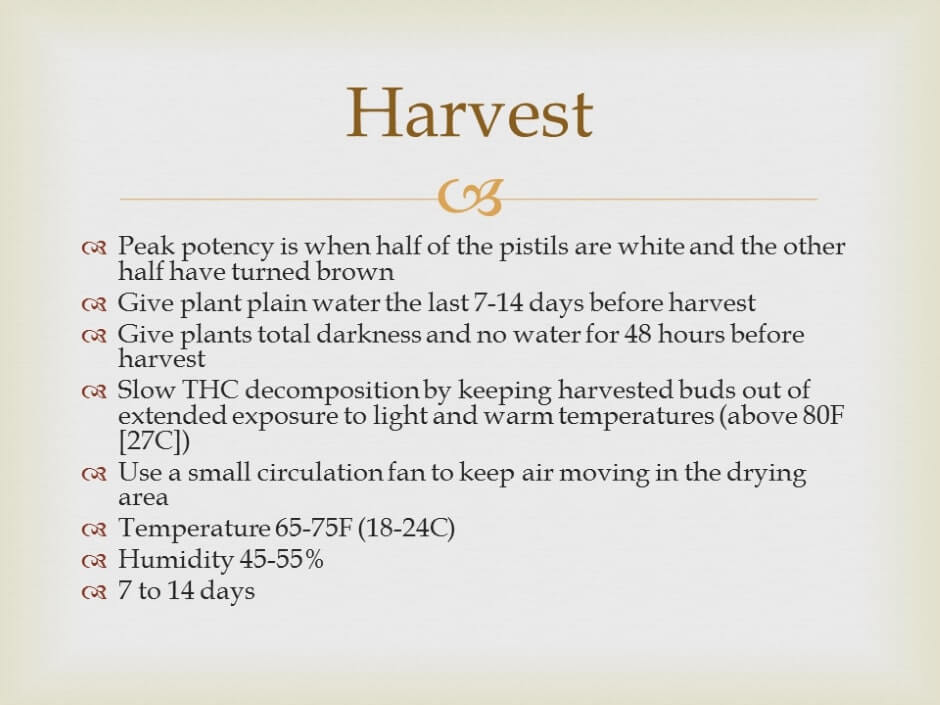 Harvest
Peak potency is when half of the pistils are white and the other
half have turned brown
Give plant plain water the last 7-14 days before harvest
Give plants total darkness and no water for 48 hours before
harvest
Slow THC decomposition by keeping harvested buds out of
extended exposure to light and warm temperatures (above 80F
[27C])
Use a small circulation fan to keep air moving in the drying
area
Temperature 65-75F (18-24C)
Humidity 45-55%
7 to 14 days